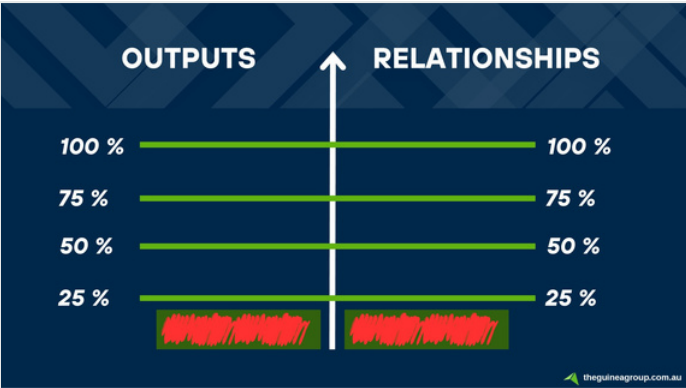 OUTPUTS RELATIONSHIPS
100 % 100 %
75 % 75 %
50 % 50 %
25 % 25 %
theguineagroup.com.au